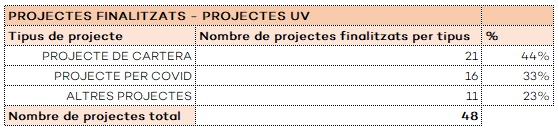 PROJECTES FINALITZATS - PROJECTES UV
Tipus de projecte Nombre de projectes finalitzats per tipus %
PROJECTE DE CARTERA 21 44%
PROJECTE PER COVID 16 33%
ALTRES PROJECTES 11 23%
Nombre de projectes total 48